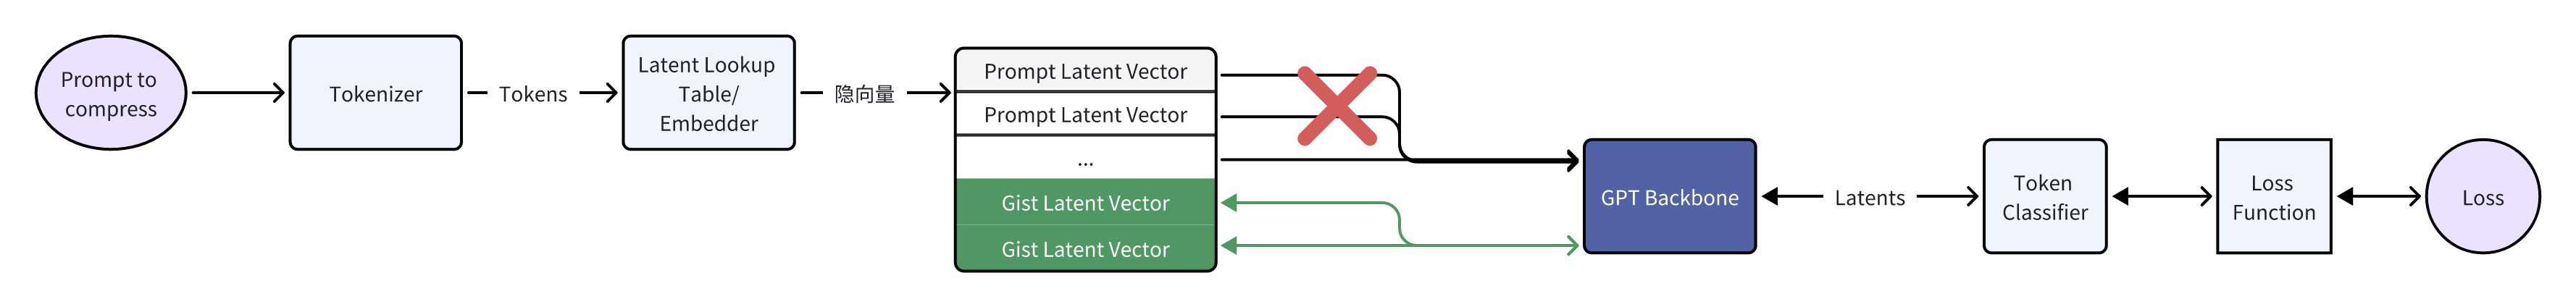 Prompt to
compress
Tokenizer
Tokens
Latent Lookup
Table/
Embedder
隐向量
Prompt Latent Vector
Prompt Latent Vector
...
Gist Latent Vector
Gist Latent Vector
GPT Backbone
Latents
Token
Classifier
Loss
Function
Loss